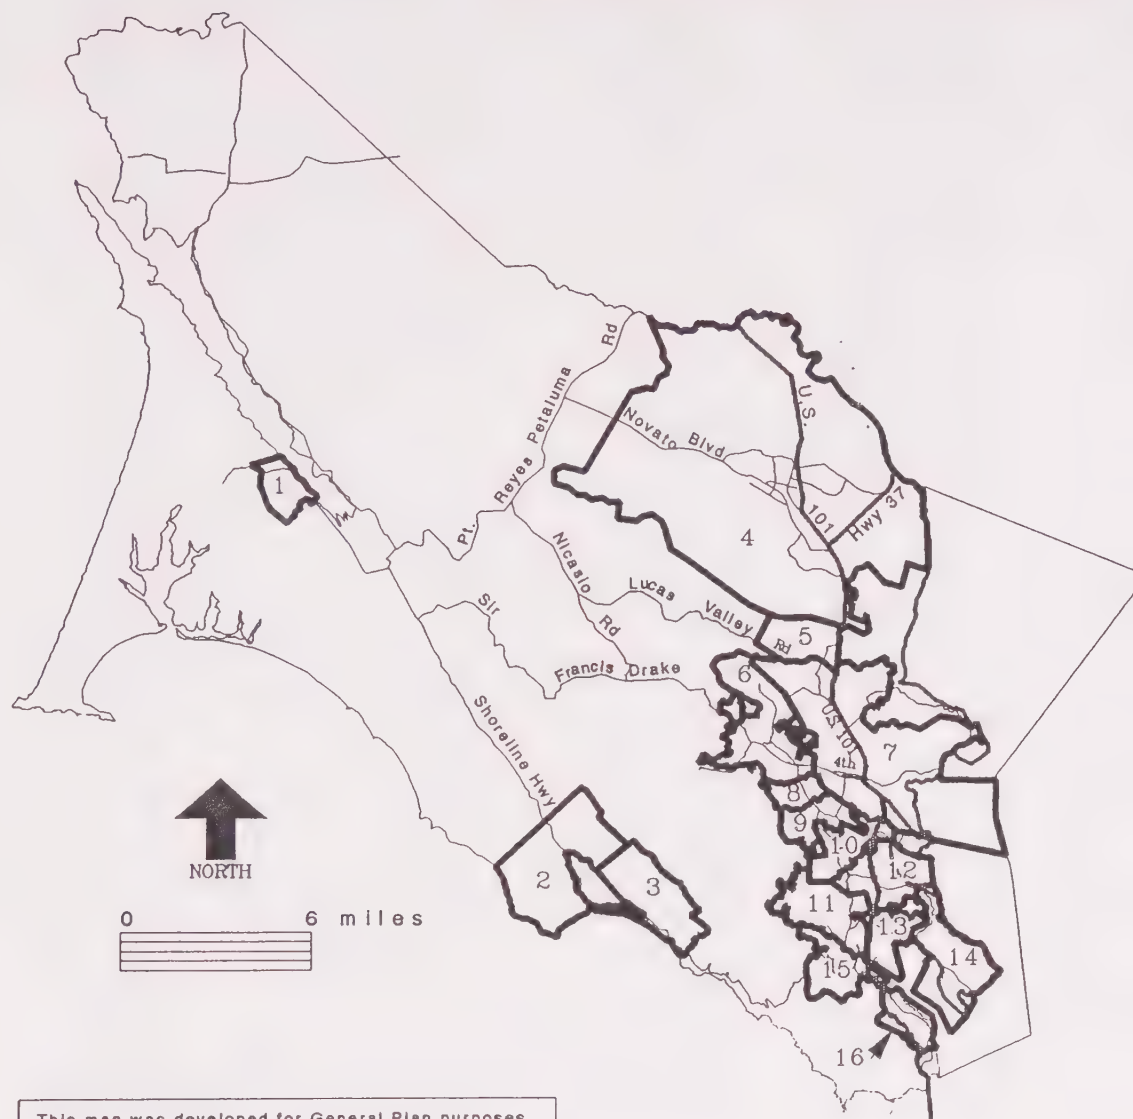 Pt. Reyes Petaluma Rd
Novato Blvd
U.S.
101
Hwy 37
1
4
Nicasio Rd
Lucas Valley Rd
5
Sir Francis Drake
6
US 101
7
4th
Shoreline Hwy
8
9
10
NORTH
2
3
12
11
0 6 miles
13
14
15
16
This map was developed for General Plan purposes